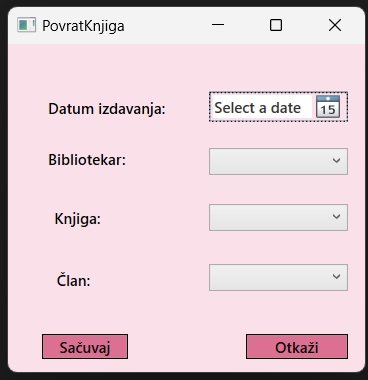 PovratKnjiga
Datum izdavanja: Select a date 15
Bibliotekar:
Knjiga:
Član:
Sačuvaj Otkaži